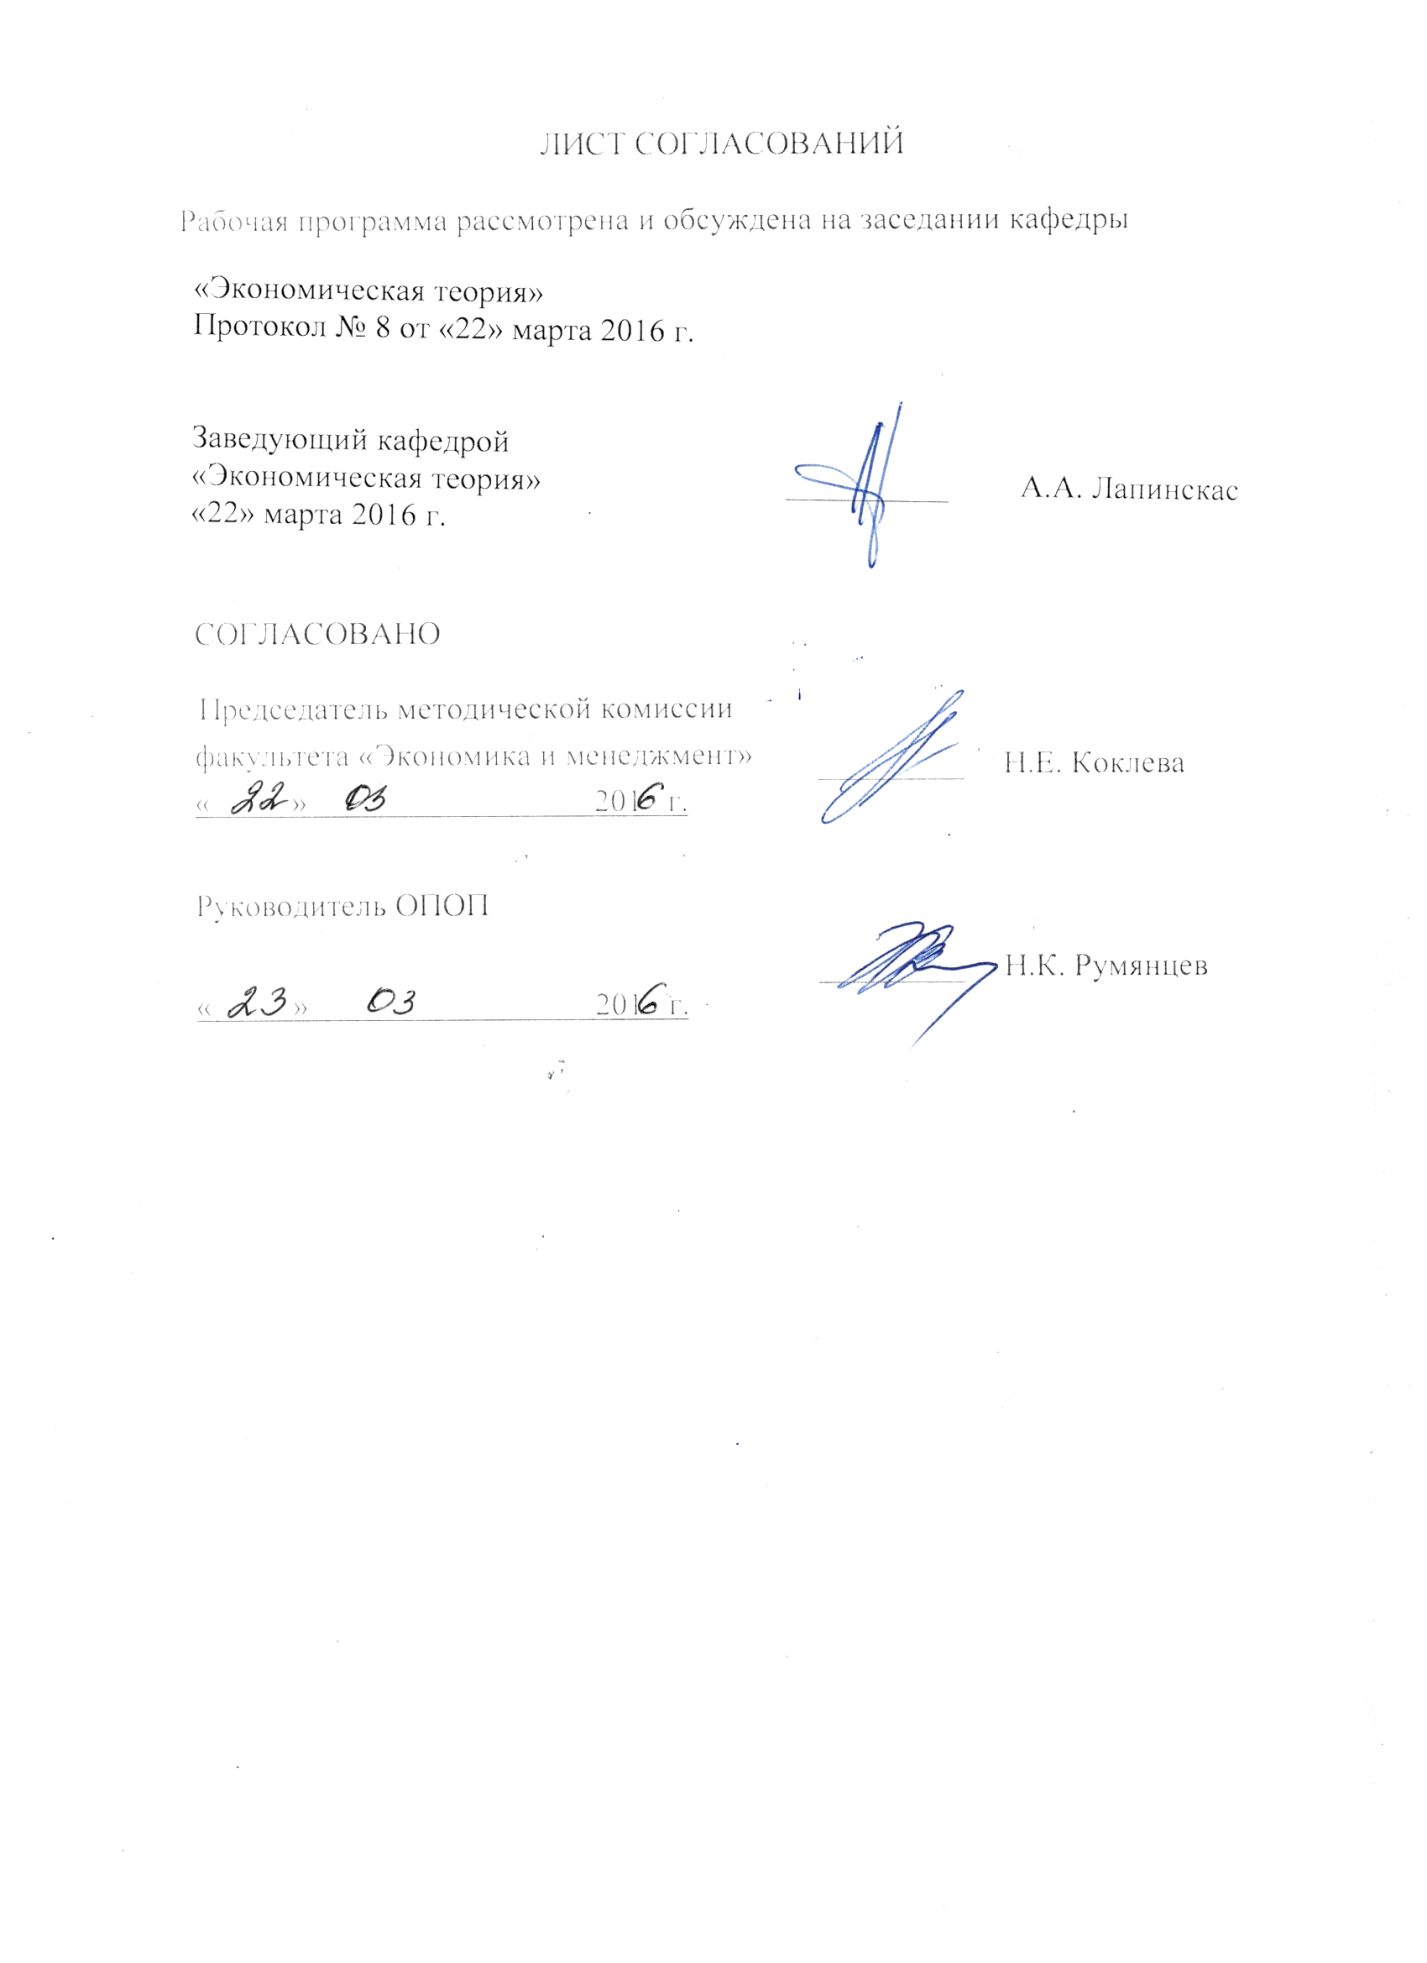 ЛИСТ СОГЛАСОВАНИЙ
Рабочая программа рассмотрена и обсуждена на заседании кафедры
«Экономическая теория»
Протокол № 8 от «22» марта 2016 г.
Заведующий кафедрой
«Экономическая теория» А.А. Лапинскас
«22» марта 2016 г.
СОГЛАСОВАНО
Председатель методической комиссии
факультета «Экономика и менеджмент» Н.Е. Коклева
« 22 » 03 2016 г.
Руководитель ОПОП
Н.К. Румянцев
« 23 » 03 2016 г.